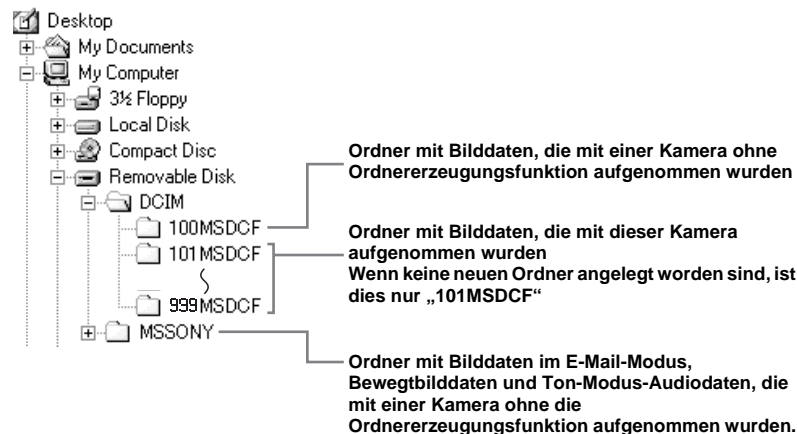 Desktop
My Documents
My Computer
3½ Floppy
Local Disk
Compact Disc
Removable Disk
DCIM
100MSDCF
101MSDCF
999MSDCF
MSSONY
Ordner mit Bilddaten, die mit einer Kamera ohne
Ordnererzeugungsfunktion aufgenommen wurden
Ordner mit Bilddaten, die mit dieser Kamera
aufgenommen wurden
Wenn keine neuen Ordner angelegt worden sind, ist
dies nur „101MSDCF“
Ordner mit Bilddaten im E-Mail-Modus,
Bewegtbilddaten und Ton-Modus-Audiodaten, die
mit einer Kamera ohne die
Ordnererzeugungsfunktion aufgenommen wurden.